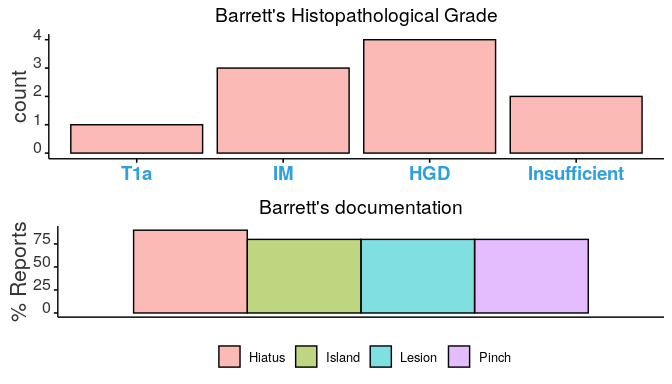 Barrett's Histopathological Grade
count
4
3
2
1
0
T1a IM HGD Insufficient
Barrett's documentation
% Reports
75
50
25
0
Hiatus Island Lesion Pinch